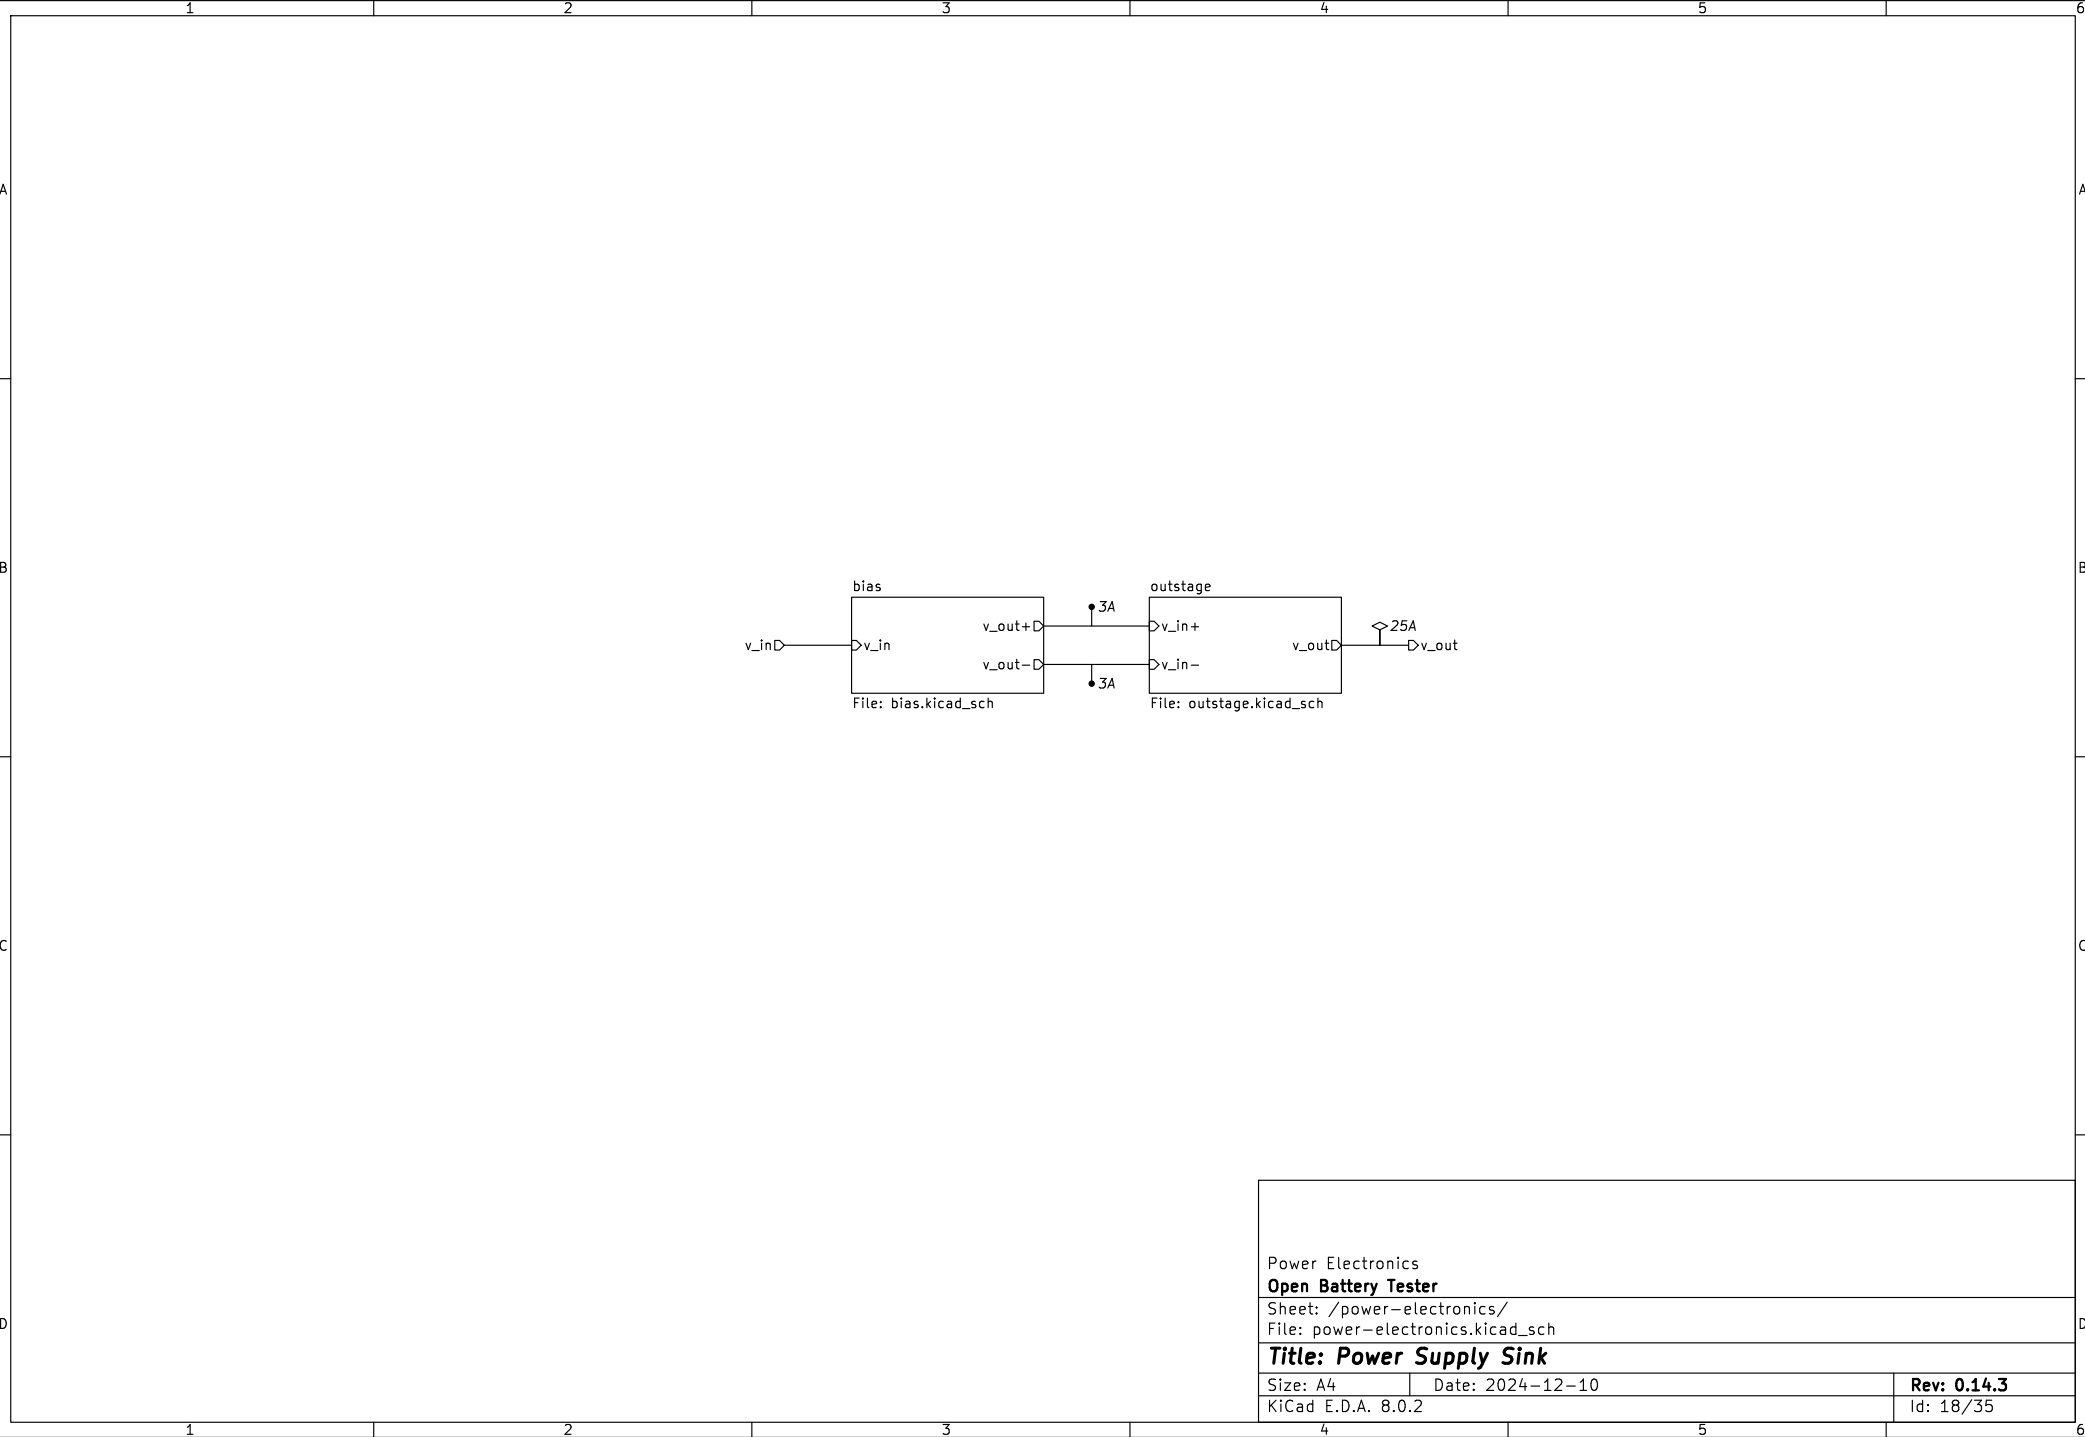 1 2 3 4 5 6
A A
B B
bias outstage
3A
v_out+ v_in+ 25A
v_in v_in v_out v_out
v_out- v_in-
3A
File: bias.kicad_sch File: outstage.kicad_sch
C C
Power Electronics
Open Battery Tester
Sheet: /power-electronics/
File: power-electronics.kicad_sch
D D
Title: Power Supply Sink
Size: A4 Date: 2024-12-10 Rev: 0.14.3
KiCad E.D.A. 8.0.2 Id: 18/35
1 2 3 4 5 6